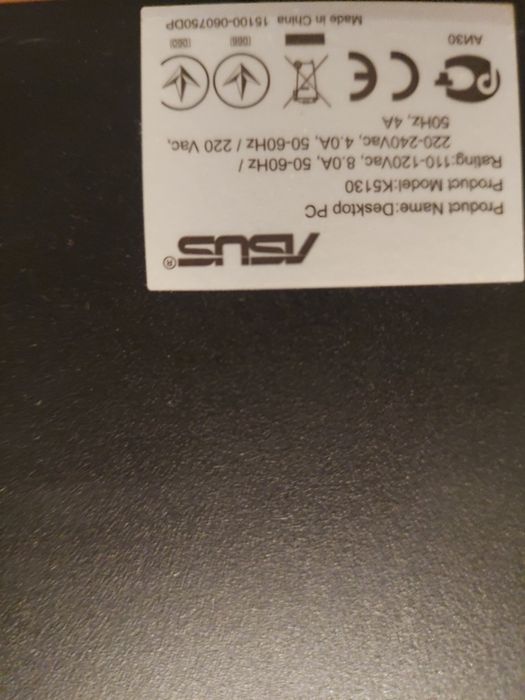 ASUS®
Product Name:Desktop PC
Product Model:K5130
Rating:110-120Vac, 8.0A, 50-60Hz /
220-240Vac, 4.0A, 50-60Hz / 220 Vac,
50Hz, 4A
АИ30
Made in China 15100-060750DP